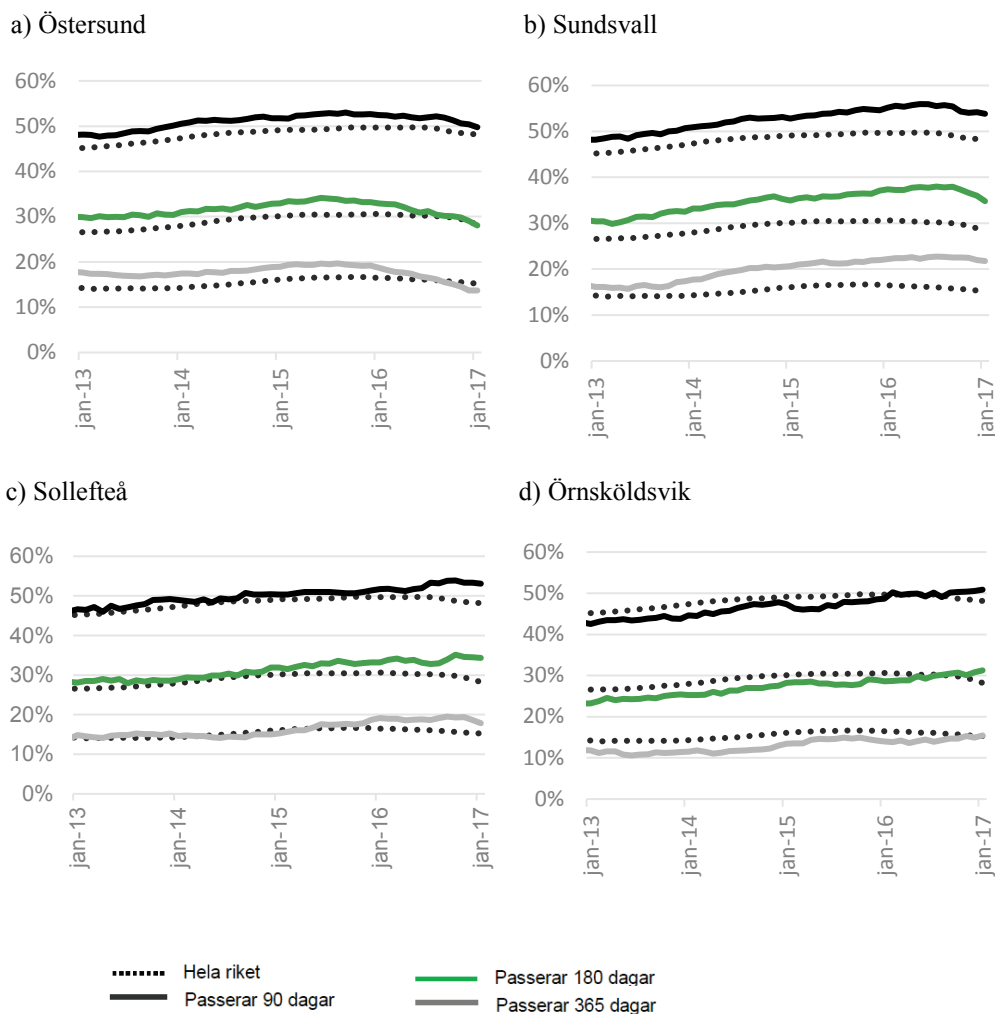 a) Östersund
60%
50%
40%
30%
20%
10%
0%
jan-13
jan-14
jan-15
jan-16
jan-17
b) Sundsvall
60%
50%
40%
30%
20%
10%
0%
jan-13
jan-14
jan-15
jan-16
jan-17
c) Sollefteå
60%
50%
40%
30%
20%
10%
0%
jan-13
jan-14
jan-15
jan-16
jan-17
d) Örnsköldsvik
60%
50%
40%
30%
20%
10%
0%
jan-13
jan-14
jan-15
jan-16
jan-17
Hela riket
Passerar 90 dagar
Passerar 180 dagar
Passerar 365 dagar